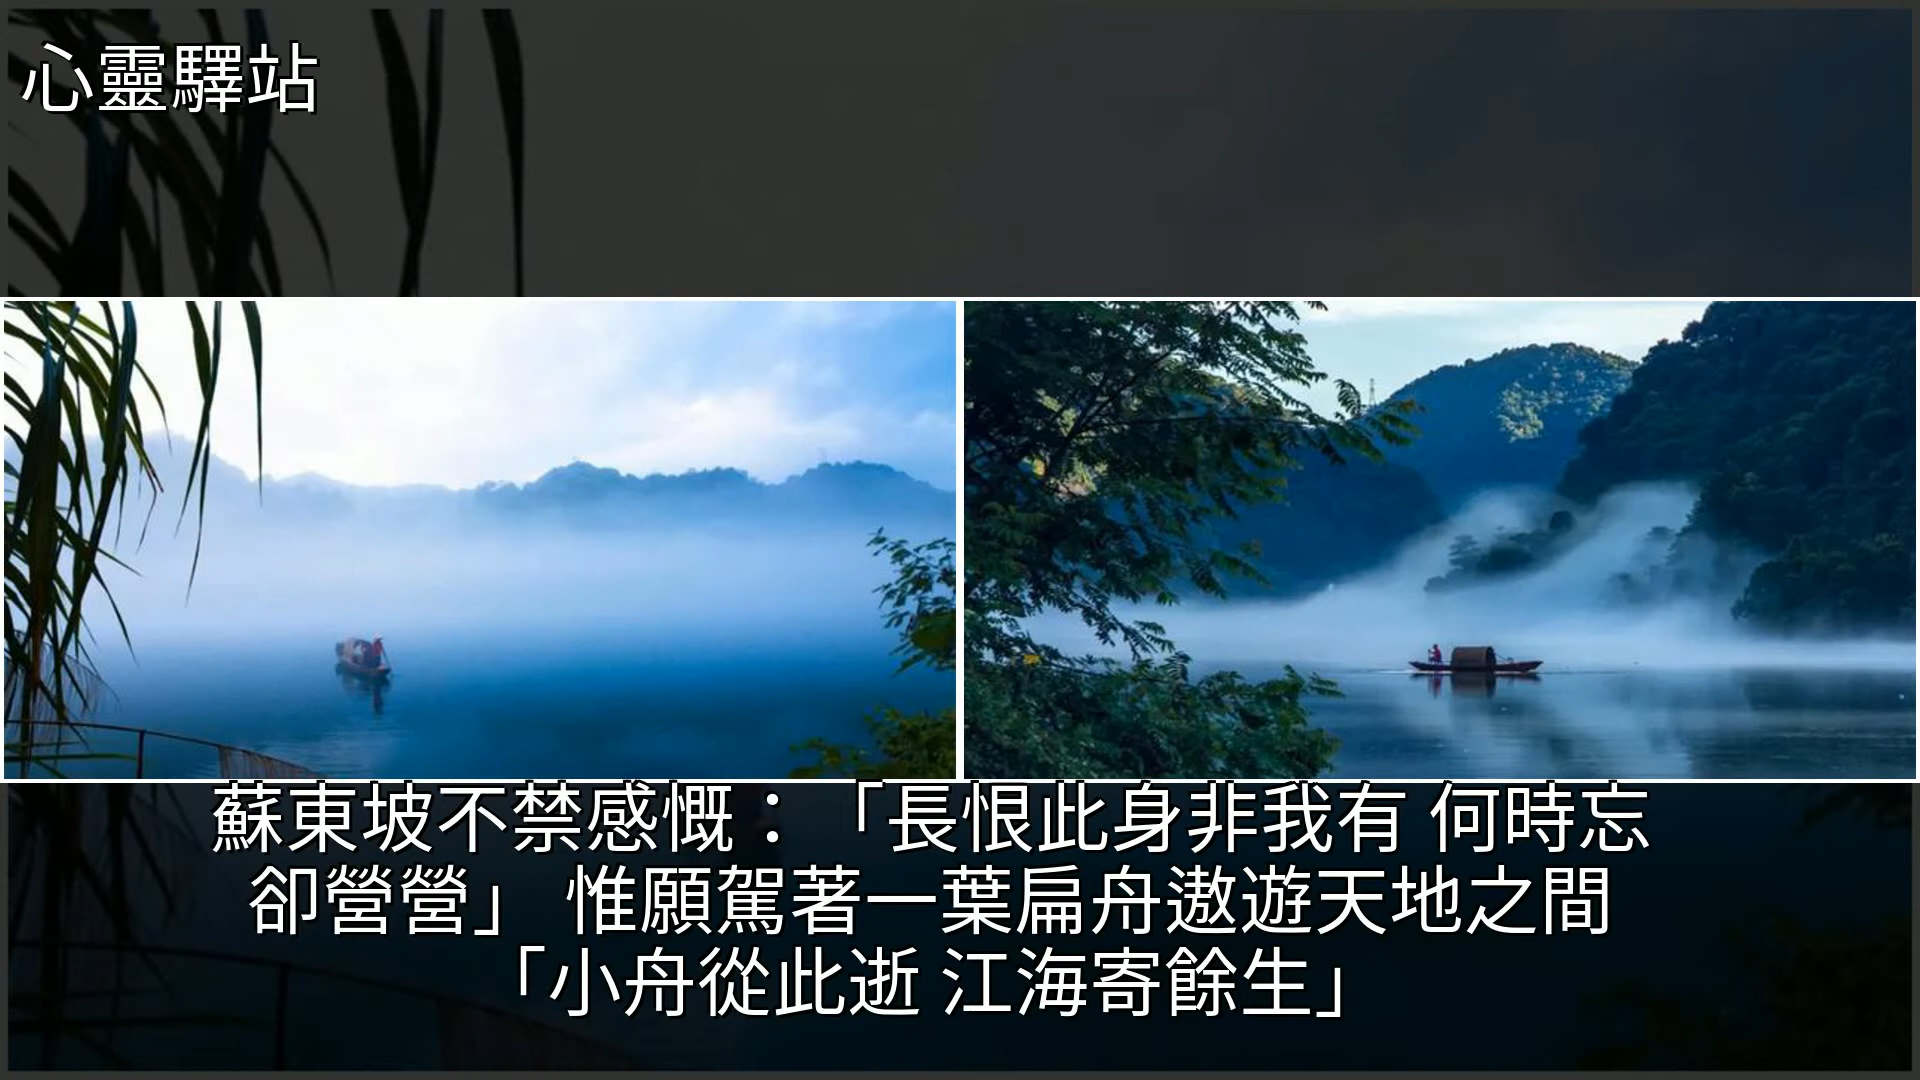 心靈驛站
蘇東坡不禁感慨：「長恨此身非我有 何時忘
卻營營」 惟願駕著一葉扁舟遨遊天地之間
「小舟從此逝 江海寄餘生」